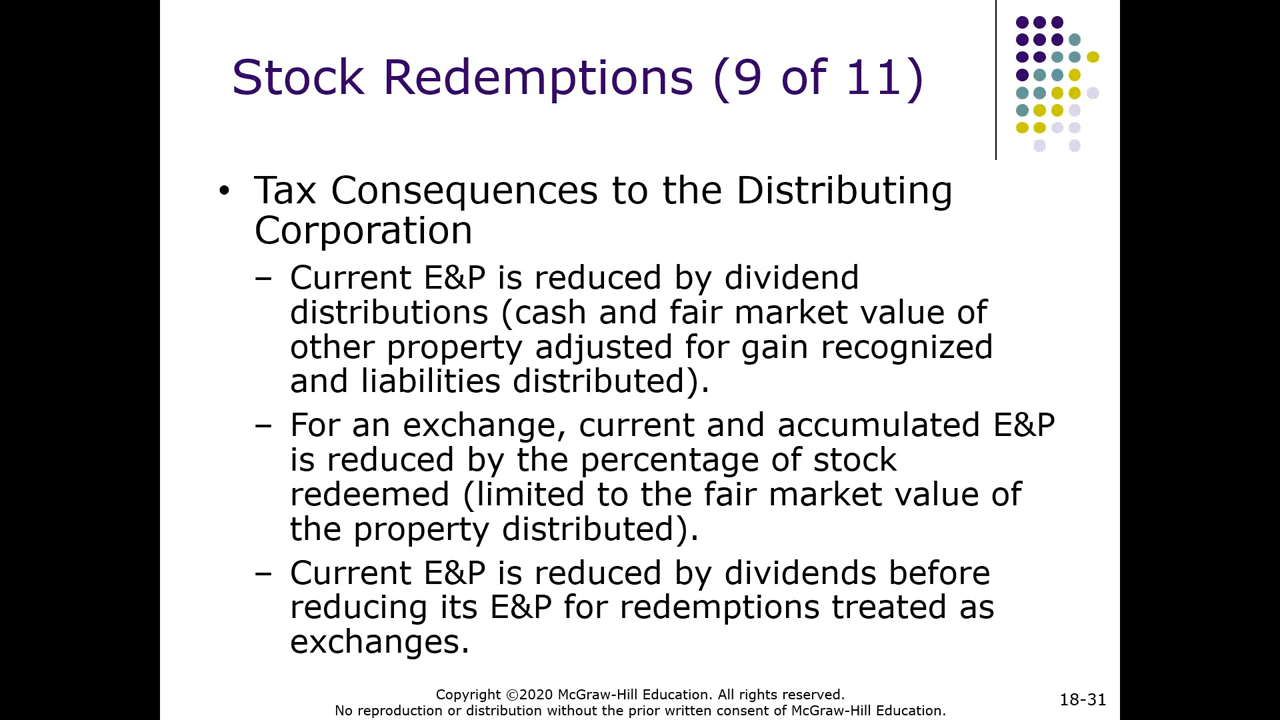 Stock Redemptions (9 of 11)
• Tax Consequences to the Distributing
Corporation
– Current E&P is reduced by dividend
distributions (cash and fair market value of
other property adjusted for gain recognized
and liabilities distributed).
– For an exchange, current and accumulated E&P
is reduced by the percentage of stock
redeemed (limited to the fair market value of
the property distributed).
– Current E&P is reduced by dividends before
reducing its E&P for redemptions treated as
exchanges.
Copyright ©2020 McGraw-Hill Education. All rights reserved.
No reproduction or distribution without the prior written consent of McGraw-Hill Education.
18-31